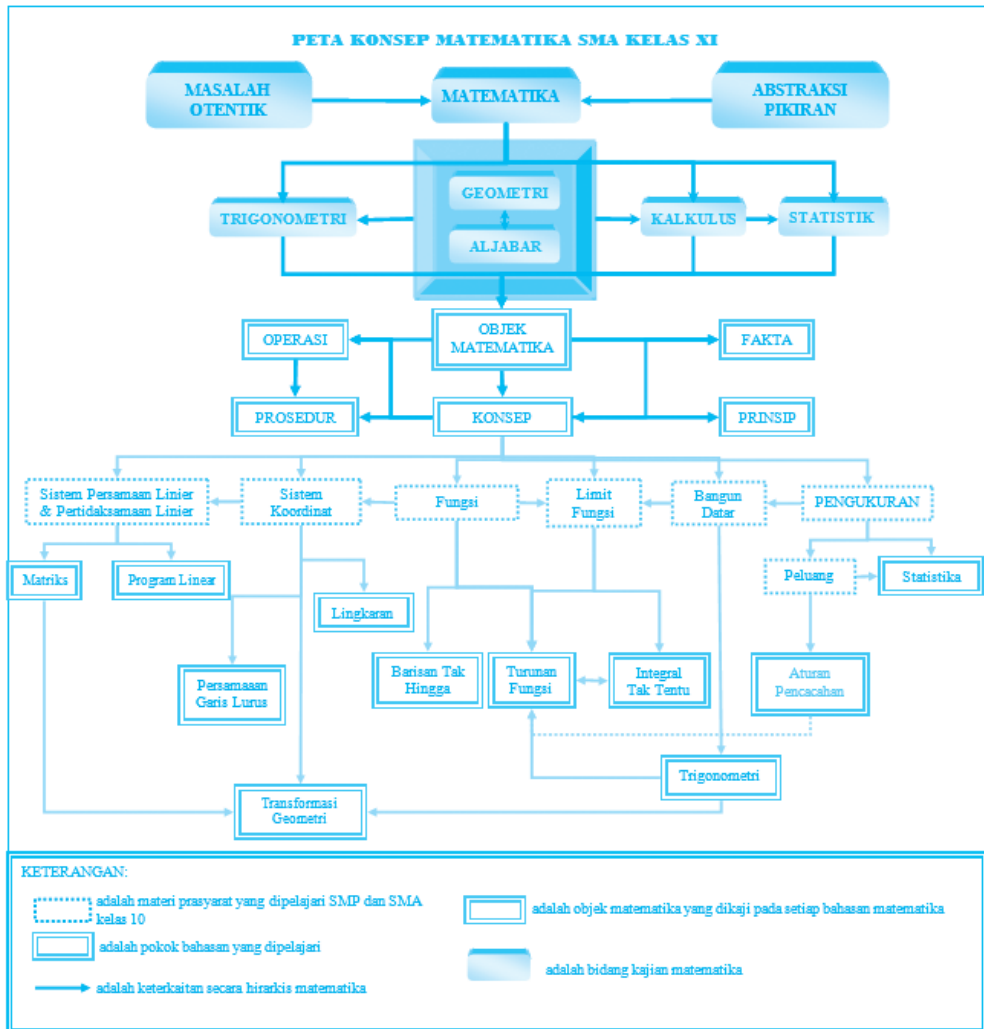 PETA KONSEP MATEMATIKA SMA KELAS XI
MASALAH
OTENTIK
MATEMATIKA
ABSTRAKSI
PIKIRAN
GEOMETRI
TRIGONOMETRI
KALKULUS
STATISTIK
ALJABAR
OBJEK
MATEMATIKA
OPERASI
FAKTA
PROSEDUR
KONSEP
PRINSIP
Sistem Persamaan Linier
& Pertidaksamaan Linier
Sistem
Koordinat
Fungsi
Limit
Fungsi
Bangun
Datar
PENGUKURAN
Matriks
Program Linear
Peluang
Statistika
Lingkaran
Persamaaan
Garis Lurus
Barisan Tak
Hingga
Turunan
Fungsi
Integral
Tak Tentu
Aturan
Pencacahan
Trigonometri
Transformasi
Geometri
KETERANGAN:
adalah materi prasyarat yang dipelajari SMP dan SMA
kelas 10
adalah objek matematika yang dikaji pada setiap bahasan matematika
adalah pokok bahasan yang dipelajari
adalah bidang kajian matematika
adalah keterkaitan secara hirarkis matematika